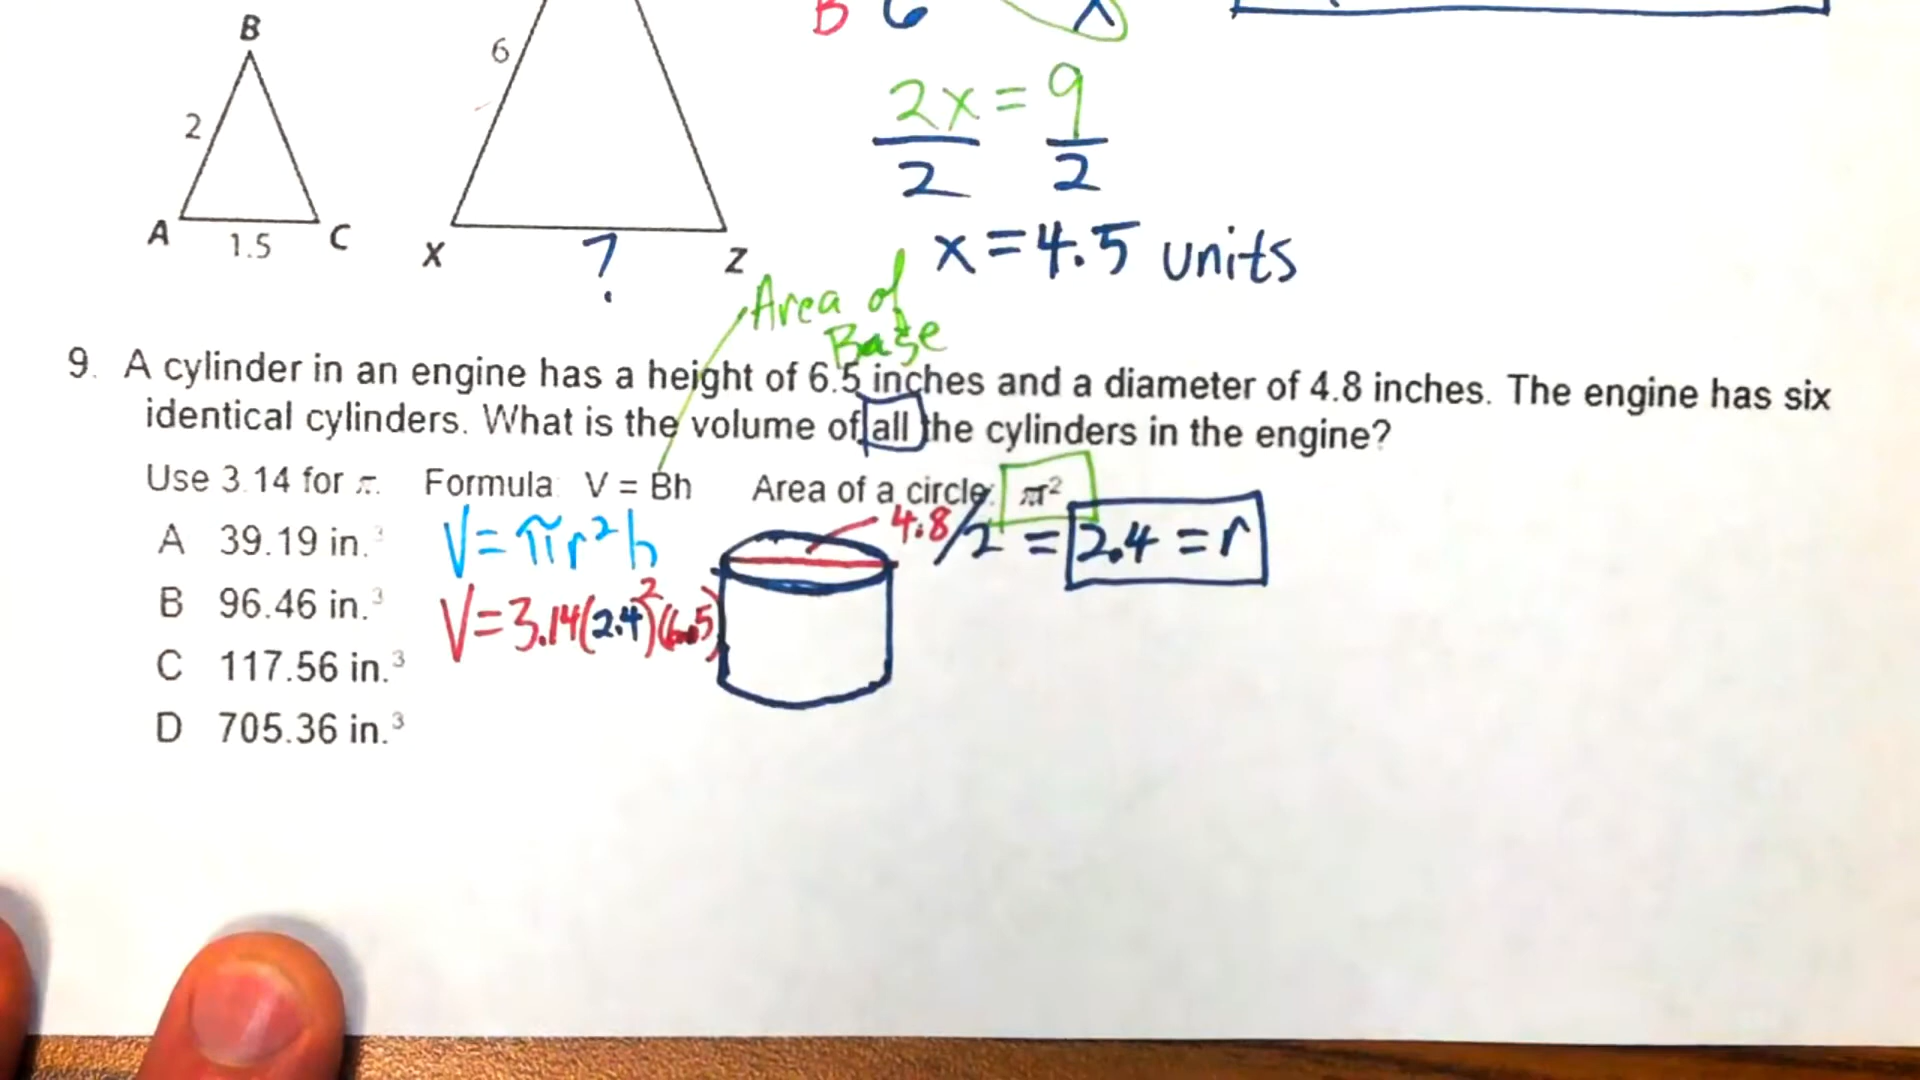 B 6 x
B
6
2x = 9
2
2 2
A 1.5 C
X ? Z
x = 4.5 units
Area of
Base
9. A cylinder in an engine has a height of 6.5 inches and a diameter of 4.8 inches. The engine has six
identical cylinders. What is the volume of all the cylinders in the engine?
Use 3.14 for π. Formula: V = Bh Area of a circle: πr²
A 39.19 in.³
V = πr²h
4.8/2 = 2.4 = r
B 96.46 in.³
V = 3.14(2.4)²(6.5)
C 117.56 in.³
D 705.36 in.³